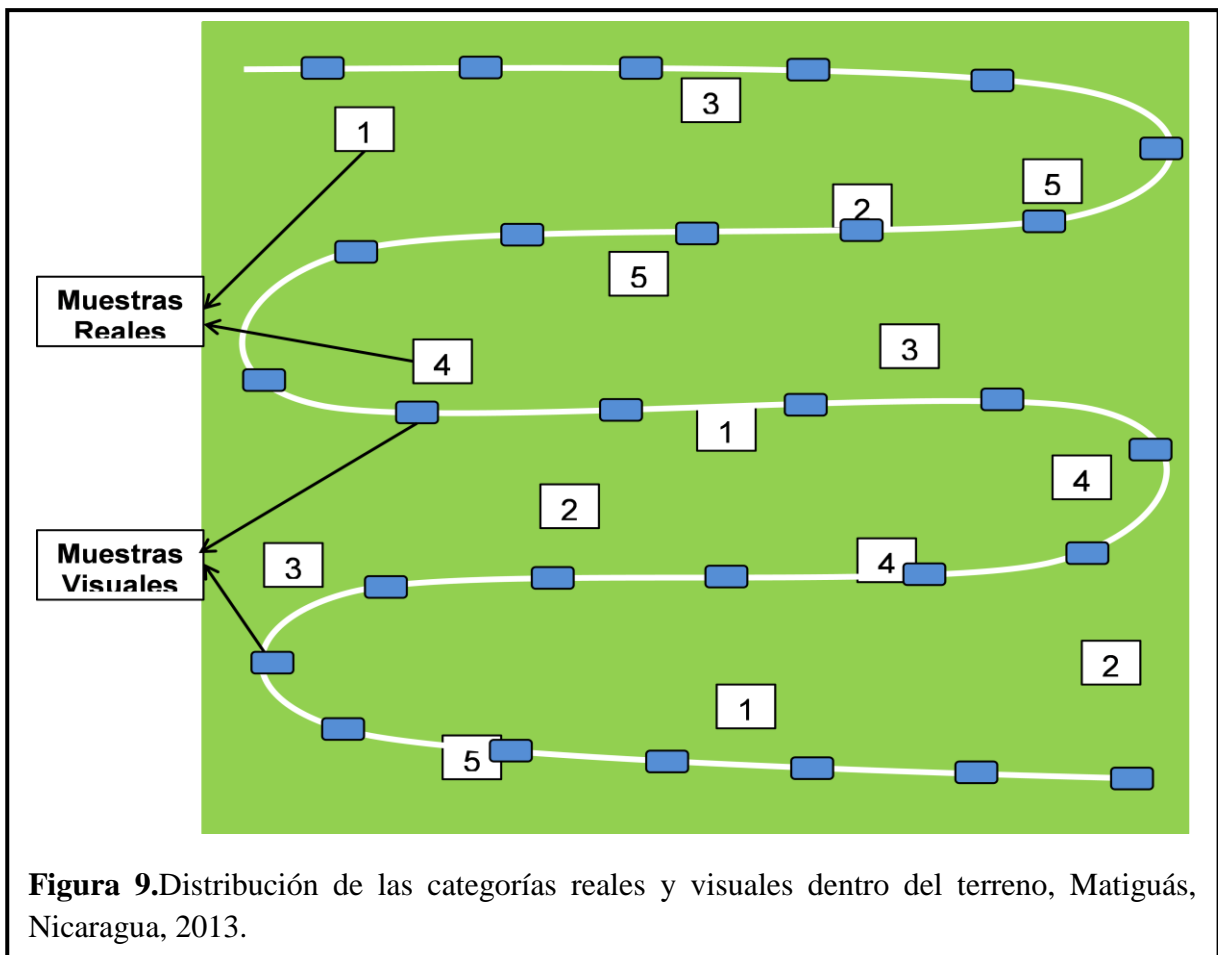 3
1
5
2
5
Muestras
Reales
3
4
1
4
2
Muestras
Visuales
3
4
2
1
5
Figura 9.Distribución de las categorías reales y visuales dentro del terreno, Matiguás,
Nicaragua, 2013.